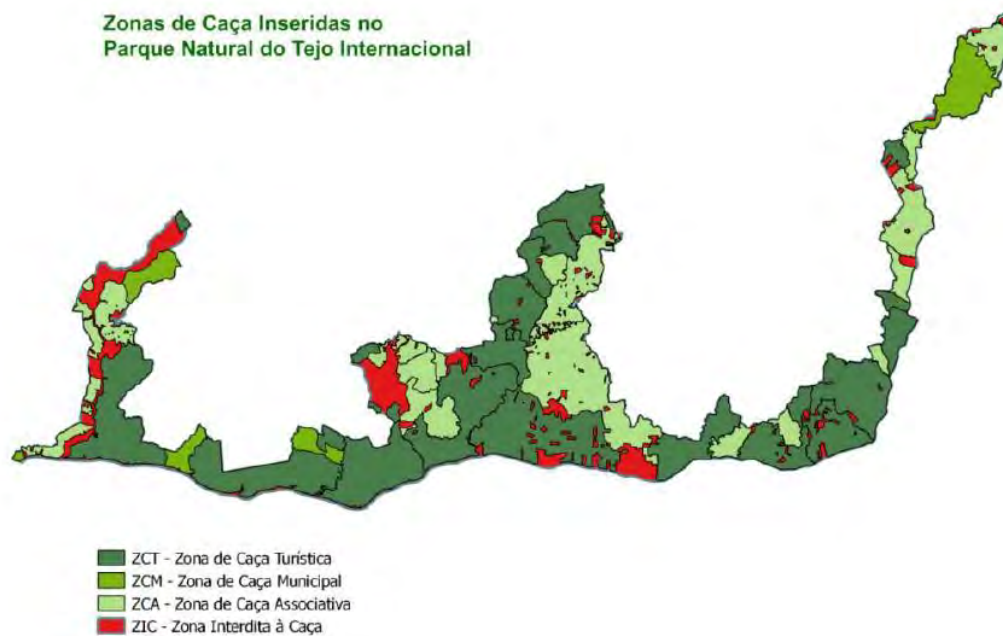 Zonas de Caça Inseridas no
Parque Natural do Tejo Internacional
ZCT - Zona de Caça Turística
ZCM - Zona de Caça Municipal
ZCA - Zona de Caça Associativa
ZIC - Zona Interdita à Caça